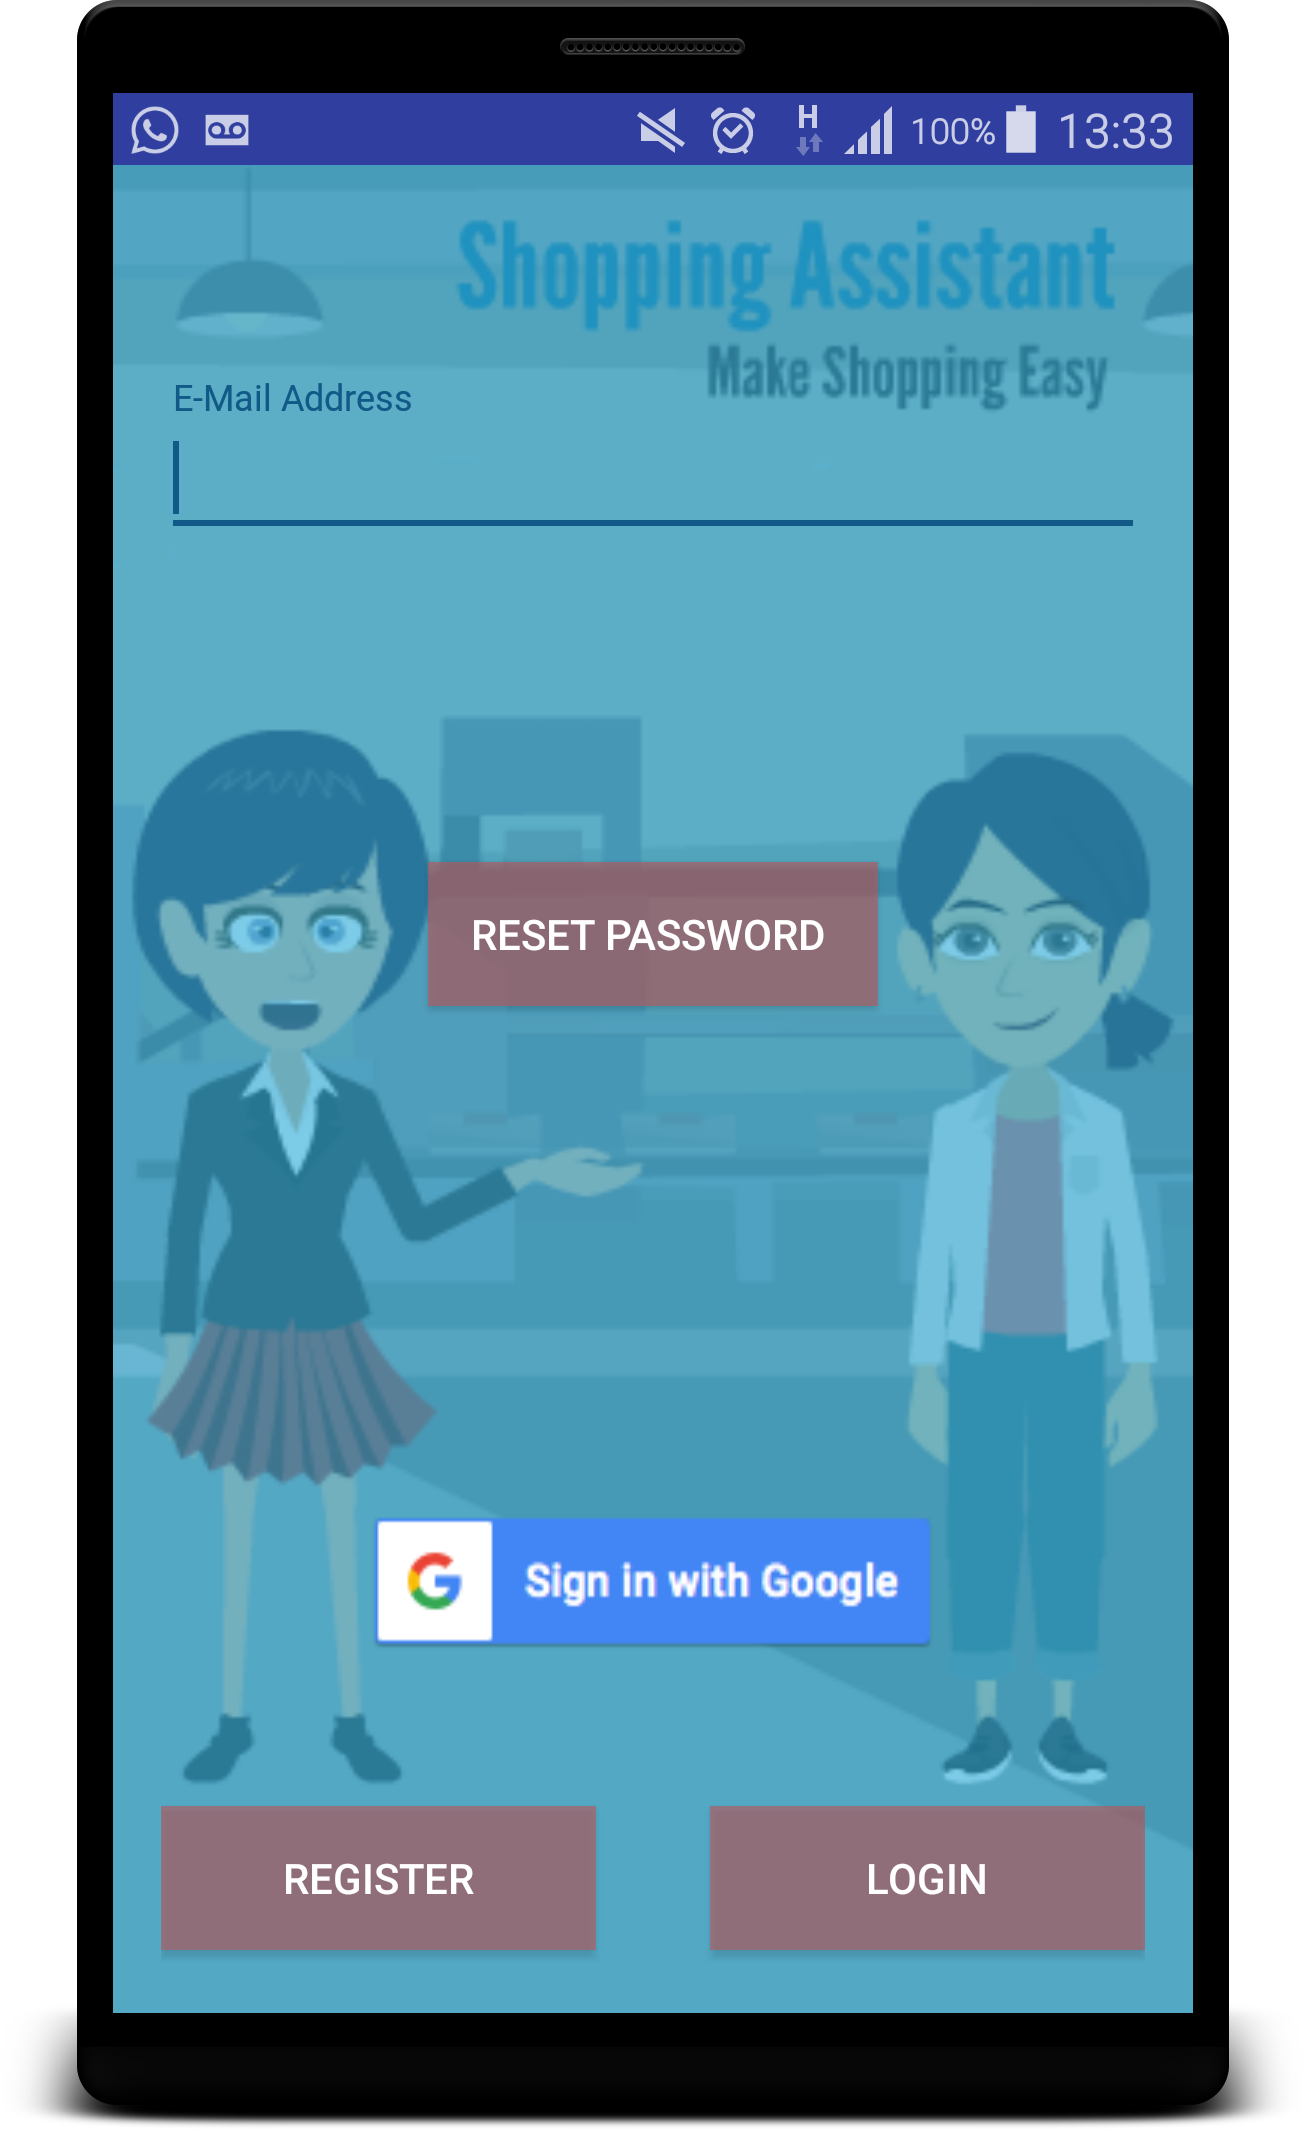 H 100% 13:33
Shopping Assistant
Make Shopping Easy
E-Mail Address
RESET PASSWORD
Sign in with Google
REGISTER
LOGIN